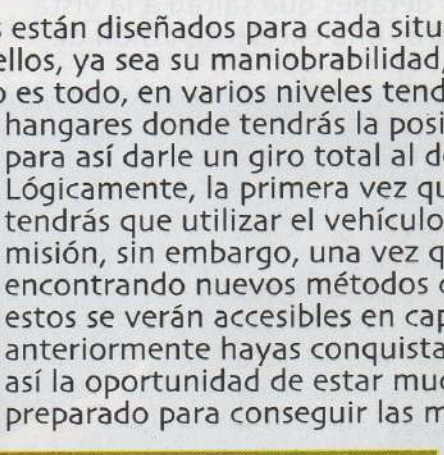 están diseñados para cada situ
ellos, ya sea su maniobrabilidad,
es todo, en varios niveles tend
hangares donde tendrás la posi
para así darle un giro total al d
Lógicamente, la primera vez qu
tendrás que utilizar el vehículo
misión, sin embargo, una vez q
encontrando nuevos métodos
estos se verán accesibles en cap
anteriormente hayas conquista
así la oportunidad de estar muc
preparado para conseguir las m